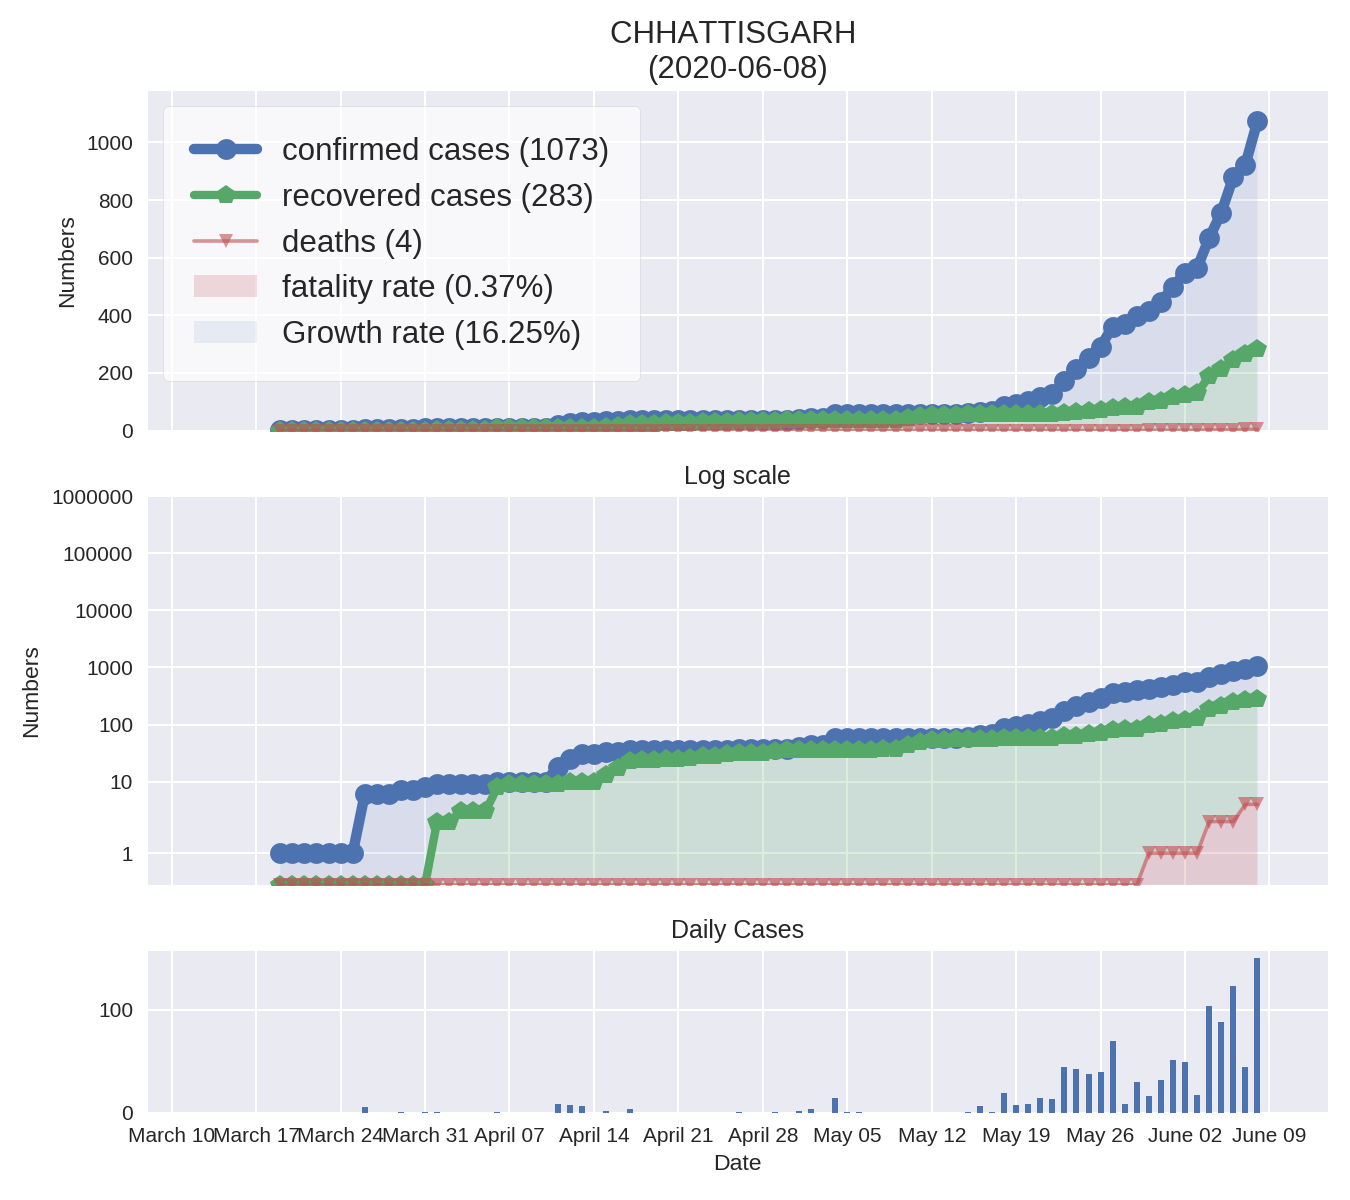 CHHATTISGARH
(2020-06-08)
confirmed cases (1073)
recovered cases (283)
deaths (4)
fatality rate (0.37%)
Growth rate (16.25%)
Numbers
1000
800
600
400
200
0
Log scale
Numbers
1000000
100000
10000
1000
100
10
1
Daily Cases
100
0
March 10 March 17 March 24 March 31 April 07 April 14 April 21 April 28 May 05 May 12 May 19 May 26 June 02 June 09
Date